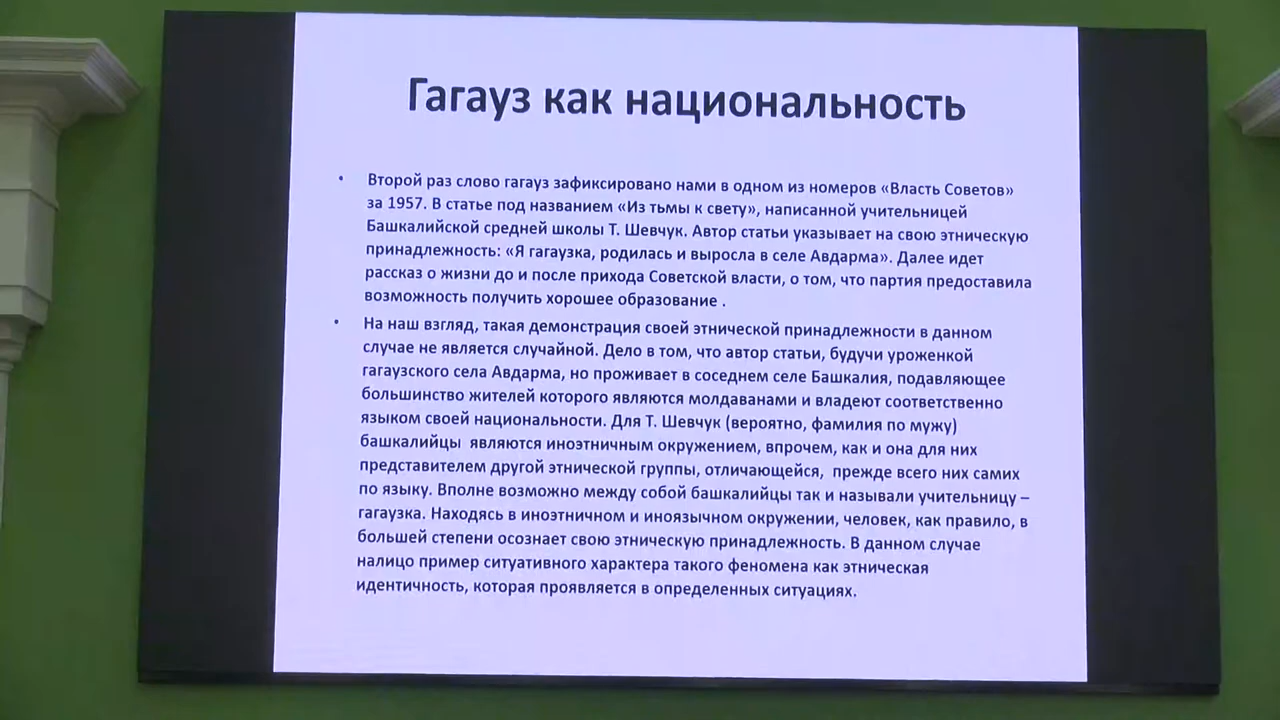 Гагауз как национальность
• Второй раз слово гагауз зафиксировано нами в одном из номеров «Власть Советов»
за 1957. В статье под названием «Из тьмы к свету», написанной учительницей
Башкалийской средней школы Т. Шевчук. Автор статьи указывает на свою этническую
принадлежность: «Я гагаузка, родилась и выросла в селе Авдарма». Далее идет
рассказ о жизни до и после прихода Советской власти, о том, что партия предоставила
возможность получить хорошее образование .
• На наш взгляд, такая демонстрация своей этнической принадлежности в данном
случае не является случайной. Дело в том, что автор статьи, будучи уроженкой
гагаузского села Авдарма, но проживает в соседнем селе Башкалия, подавляющее
большинство жителей которого являются молдаванами и владеют соответственно
языком своей национальности. Для Т. Шевчук (вероятно, фамилия по мужу)
башкалийцы являются иноэтничным окружением, впрочем, как и она для них
представителем другой этнической группы, отличающейся, прежде всего них самих
по языку. Вполне возможно между собой башкалийцы так и называли учительницу –
гагаузка. Находясь в иноэтничном и иноязычном окружении, человек, как правило, в
большей степени осознает свою этническую принадлежность. В данном случае
налицо пример ситуативного характера такого феномена как этническая
идентичность, которая проявляется в определенных ситуациях.